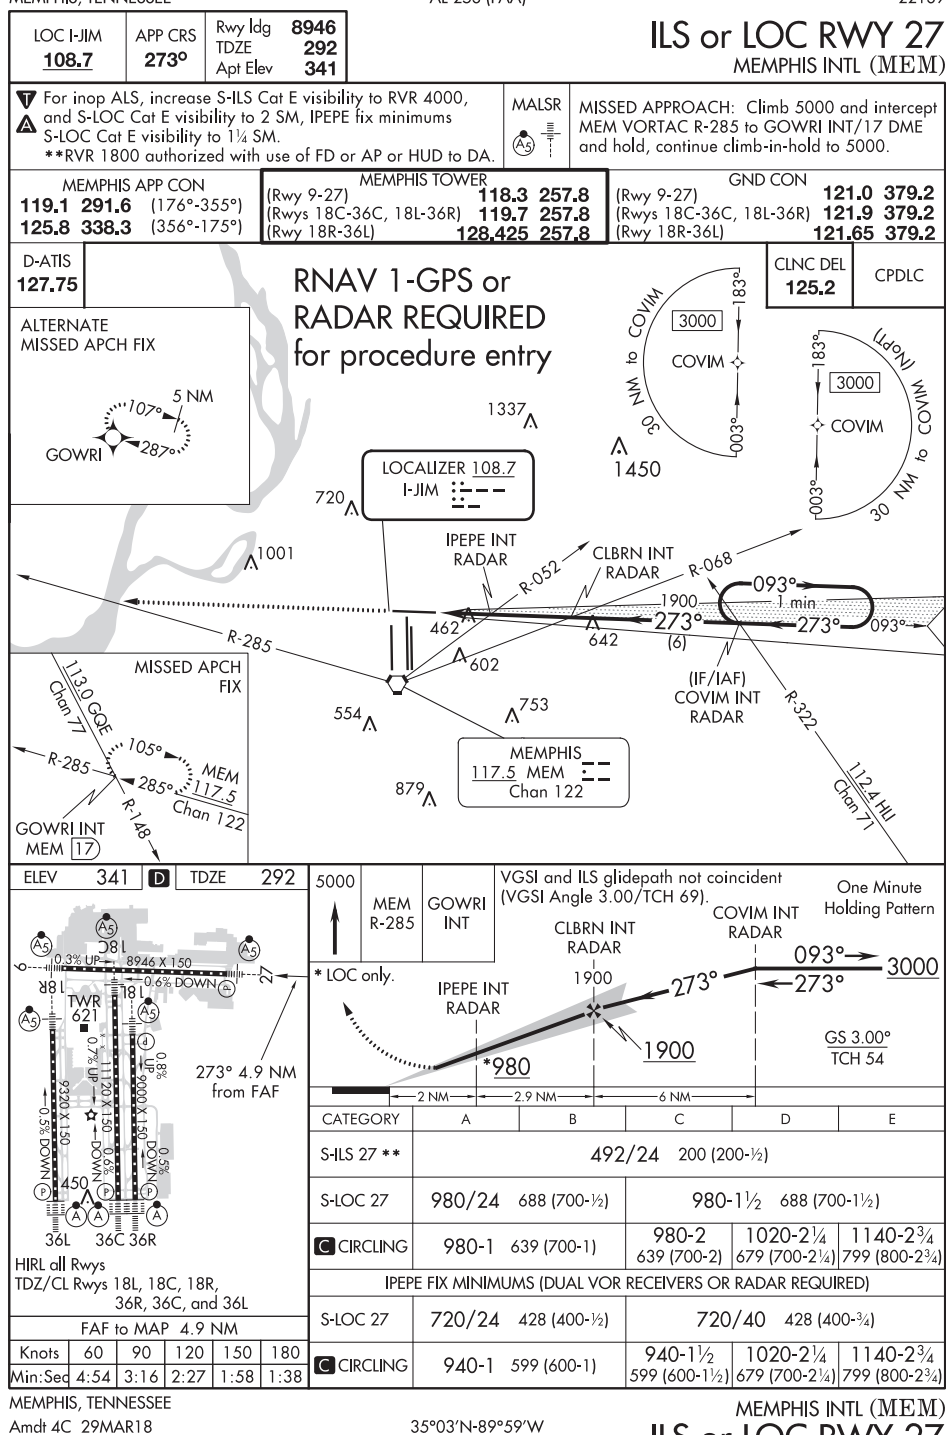 MEMPHIS, TENNESSEE
AL-253 (FAA)
22139
LOC I-JIM
108.7
APP CRS
273°
Rwy ldg 8946
TDZE 292
Apt Elev 341
ILS or LOC RWY 27
MEMPHIS INTL (MEM)
T For inop ALS, increase S-ILS Cat E visibility to RVR 4000,
A and S-LOC Cat E visibility to 2 SM, IPEPE fix minimums
S-LOC Cat E visibility to 1¼ SM.
**RVR 1800 authorized with use of FD or AP or HUD to DA.
MALSR
A5
MISSED APPROACH: Climb 5000 and intercept
MEM VORTAC R-285 to GOWRI INT/17 DME
and hold, continue climb-in-hold to 5000.
MEMPHIS APP CON
119.1 291.6 (176°-355°)
125.8 338.3 (356°-175°)
MEMPHIS TOWER
(Rwy 9-27) 118.3 257.8
(Rwys 18C-36C, 18L-36R) 119.7 257.8
(Rwy 18R-36L) 128.425 257.8
GND CON
(Rwy 9-27) 121.0 379.2
(Rwys 18C-36C, 18L-36R) 121.9 379.2
(Rwy 18R-36L) 121.65 379.2
D-ATIS
127.75
CLNC DEL
125.2
CPDLC
RNAV 1-GPS or
RADAR REQUIRED
for procedure entry
ALTERNATE
MISSED APCH FIX
5 NM
107°
287°
GOWRI
30 NM to COVIM
3000
183°
COVIM
003°
30 NM to COVIM (NoPT)
183°
3000
COVIM
003°
1337
1450
LOCALIZER 108.7
I-JIM
720
1001
IPEPE INT
RADAR
CLBRN INT
RADAR
R-052
R-068
093°
1 min
1900
273°
(6)
273°
093°
462
642
602
R-285
(IF/IAF)
COVIM INT
RADAR
R-322
112.4 HLI
Chan 71
554
753
879
MEMPHIS
117.5 MEM
Chan 122
MISSED APCH
FIX
113.0 GQE
Chan 77
R-285
105°
285°
MEM
117.5
Chan 122
R-148
GOWRI INT
MEM 17
ELEV 341 D TDZE 292
A5
A5
A5
18C
0.3% UP
8946 X 150
0.6% DOWN
P
9
27
18R
18L
TWR
621
A5
A5
P
0.7% UP
0.8% UP
9320 X 150
11120 X 150
9000 X 150
0.5% DOWN
0.6% DOWN
0.5% DOWN
450
P
P
P
A
A
A
36L
36C
36R
273° 4.9 NM
from FAF
HIRL all Rwys
TDZ/CL Rwys 18L, 18C, 18R,
36R, 36C, and 36L
FAF to MAP 4.9 NM
Knots 60 90 120 150 180
Min:Sec 4:54 3:16 2:27 1:58 1:38
5000
MEM
R-285
GOWRI
INT
VGSI and ILS glidepath not coincident
(VGSI Angle 3.00/TCH 69).
One Minute
Holding Pattern
* LOC only.
IPEPE INT
RADAR
CLBRN INT
RADAR
1900
COVIM INT
RADAR
093°
273°
3000
273°
1900
*980
GS 3.00°
TCH 54
2 NM
2.9 NM
6 NM
CATEGORY A B C D E
S-ILS 27 ** 492/24 200 (200-½)
S-LOC 27 980/24 688 (700-½) 980-1½ 688 (700-1½)
C CIRCLING 980-1 639 (700-1) 980-2 639 (700-2) 1020-2¼ 679 (700-2¼) 1140-2¾ 799 (800-2¾)
IPEPE FIX MINIMUMS (DUAL VOR RECEIVERS OR RADAR REQUIRED)
S-LOC 27 720/24 428 (400-½) 720/40 428 (400-¾)
C CIRCLING 940-1 599 (600-1) 940-1½ 599 (600-1½) 1020-2¼ 679 (700-2¼) 1140-2¾ 799 (800-2¾)
MEMPHIS, TENNESSEE
Amdt 4C 29MAR18
35°03'N-89°59'W
MEMPHIS INTL (MEM)
ILS or LOC RWY 27